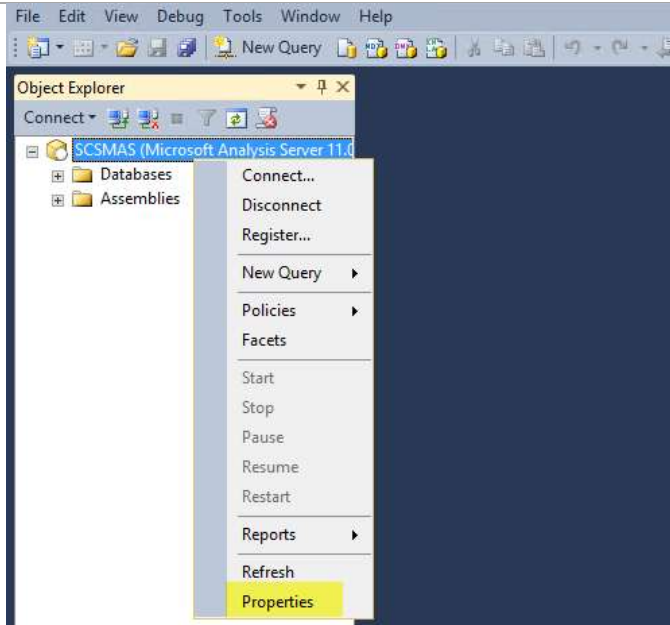 File Edit View Debug Tools Window Help
New Query
Object Explorer
Connect
SCSMAS (Microsoft Analysis Server 11.0
Databases
Assemblies
Connect...
Disconnect
Register...
New Query
Policies
Facets
Start
Stop
Pause
Resume
Restart
Reports
Refresh
Properties